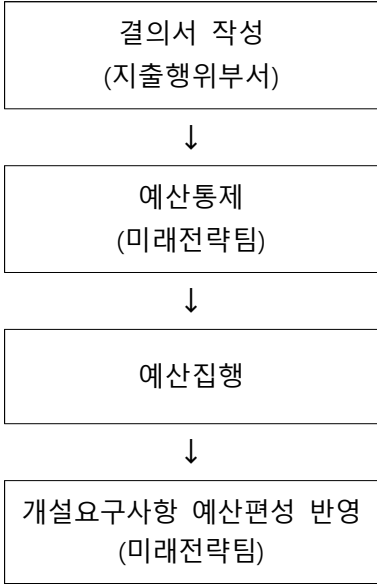 결의서 작성
(지출행위부서)
↓
예산통제
(미래전략팀)
↓
예산집행
↓
개설요구사항 예산편성 반영
(미래전략팀)